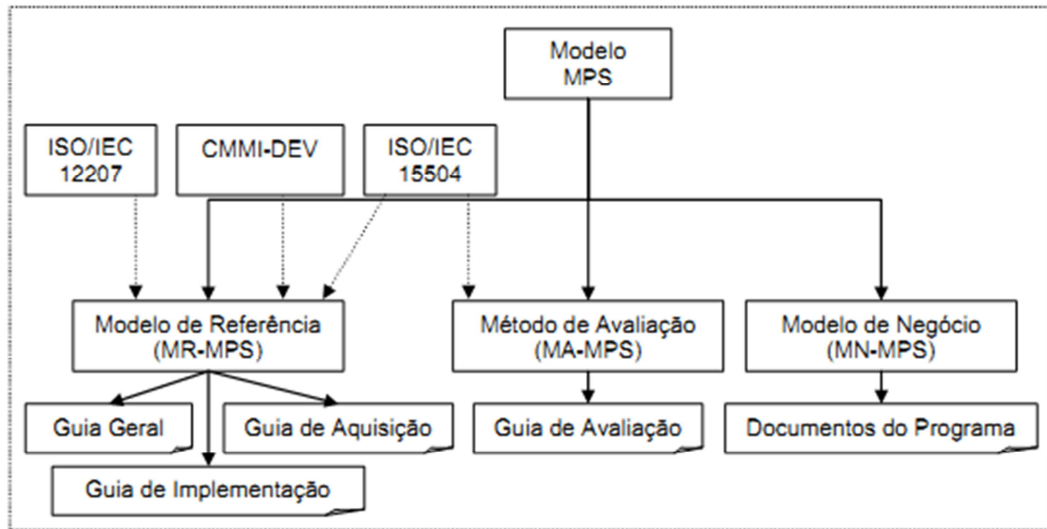 Modelo
MPS
ISO/IEC
12207
CMMI-DEV
ISO/IEC
15504
Modelo de Referência
(MR-MPS)
Método de Avaliação
(MA-MPS)
Modelo de Negócio
(MN-MPS)
Guia Geral
Guia de Aquisição
Guia de Avaliação
Documentos do Programa
Guia de Implementação